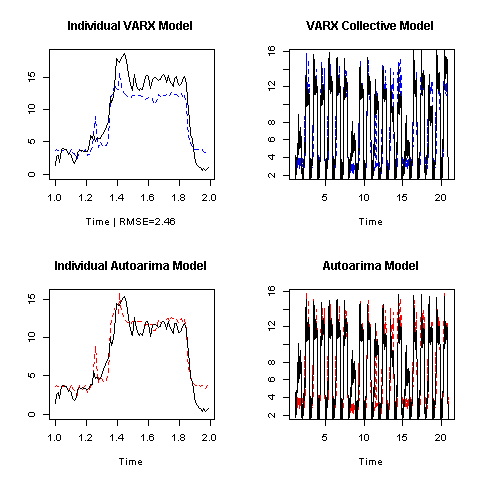 Individual VARX Model
VARX Collective Model
15
10
5
0
1.0 1.2 1.4 1.6 1.8 2.0
Time | RMSE=2.46
16
12
8
6
4
2
5 10 15 20
Time
Individual Autoarima Model
Autoarima Model
15
10
5
0
1.0 1.2 1.4 1.6 1.8 2.0
Time
16
12
8
6
4
2
5 10 15 20
Time